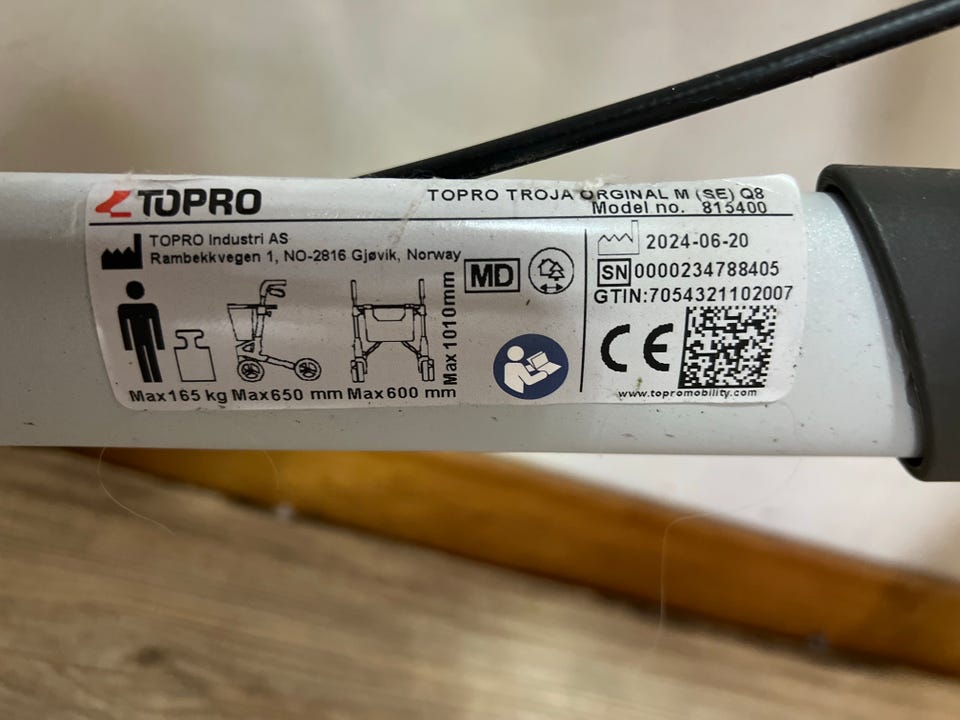 TOPRO
TOPRO TROJA ORGINAL M (SE) Q8
Model no. 815400
TOPRO Industri AS
Rambekkvegen 1, NO-2816 Gjøvik, Norway
MD
Max 165 kg
Max 650 mm
Max 600 mm
Max 1010mm
2024-06-20
SN 0000234788405
GTIN:7054321102007
CE
www.topromobility.com